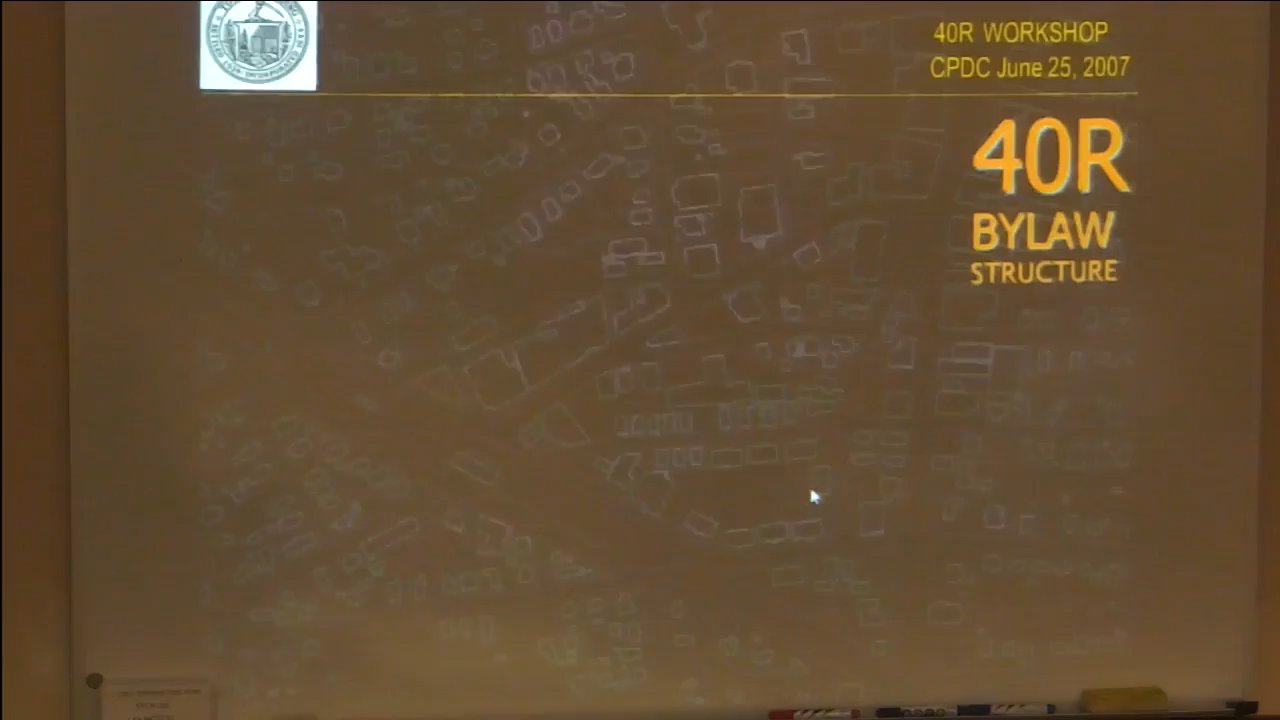 40R WORKSHOP
CPDC June 25, 2007
40R
BYLAW
STRUCTURE